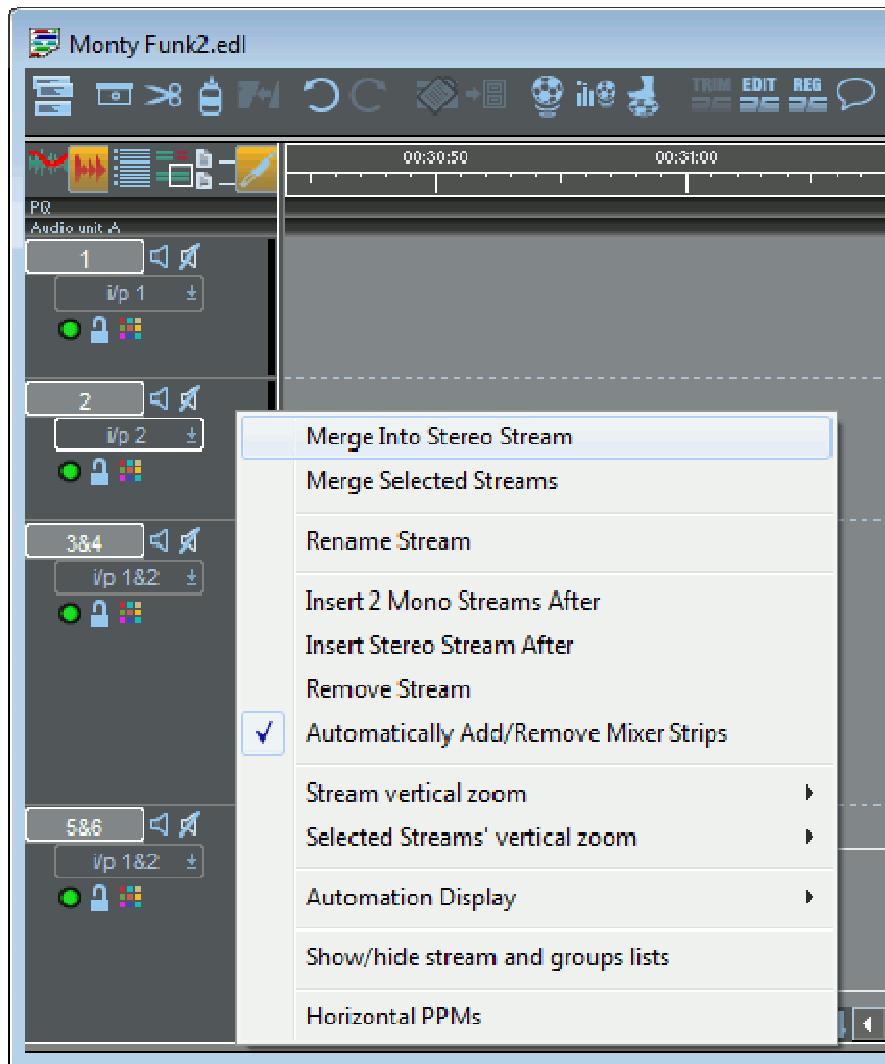 Monty Funk2.edl
TRIM EDIT REG
00:30:50 00:31:00
PQ
Audio unit A
1
i/p 1
2
i/p 2
3&4
i/p 1&2
5&6
i/p 1&2
Merge Into Stereo Stream
Merge Selected Streams
Rename Stream
Insert 2 Mono Streams After
Insert Stereo Stream After
Remove Stream
Automatically Add/Remove Mixer Strips
Stream vertical zoom
Selected Streams' vertical zoom
Automation Display
Show/hide stream and groups lists
Horizontal PPMs